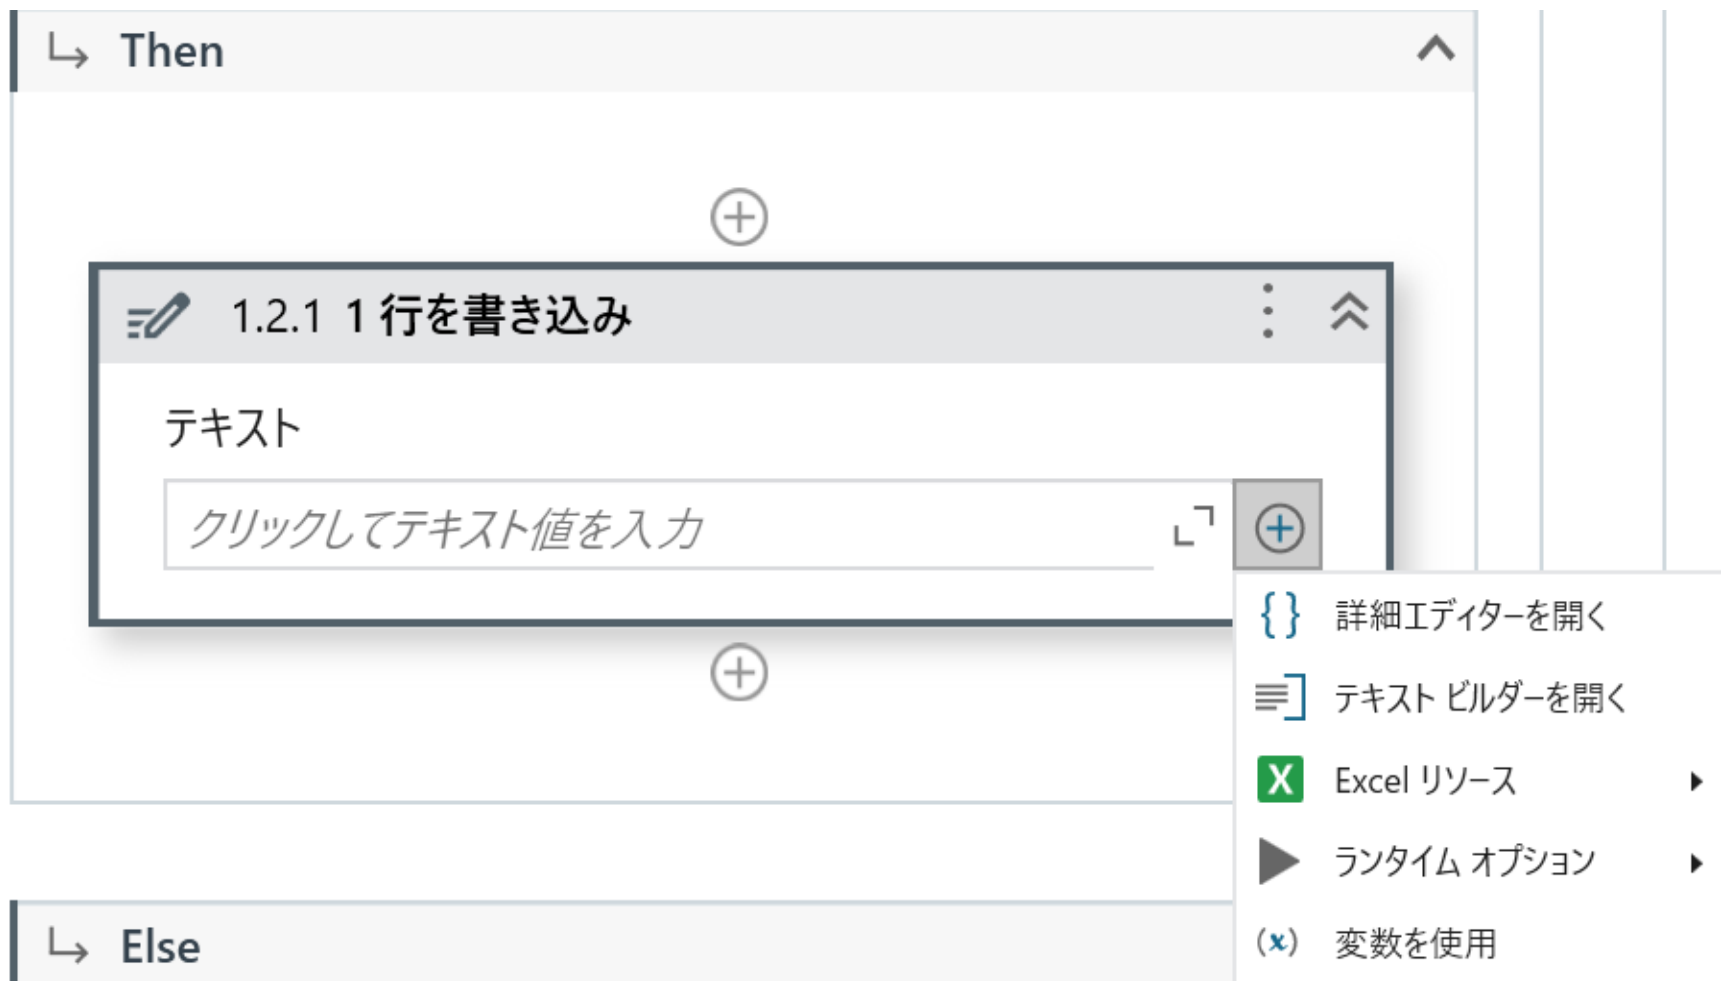 Then
1.2.1 1 行を書き込み
テキスト
クリックしてテキスト値を入力
詳細エディターを開く
テキスト ビルダーを開く
Excel リソース
ランタイム オプション
変数を使用
Else